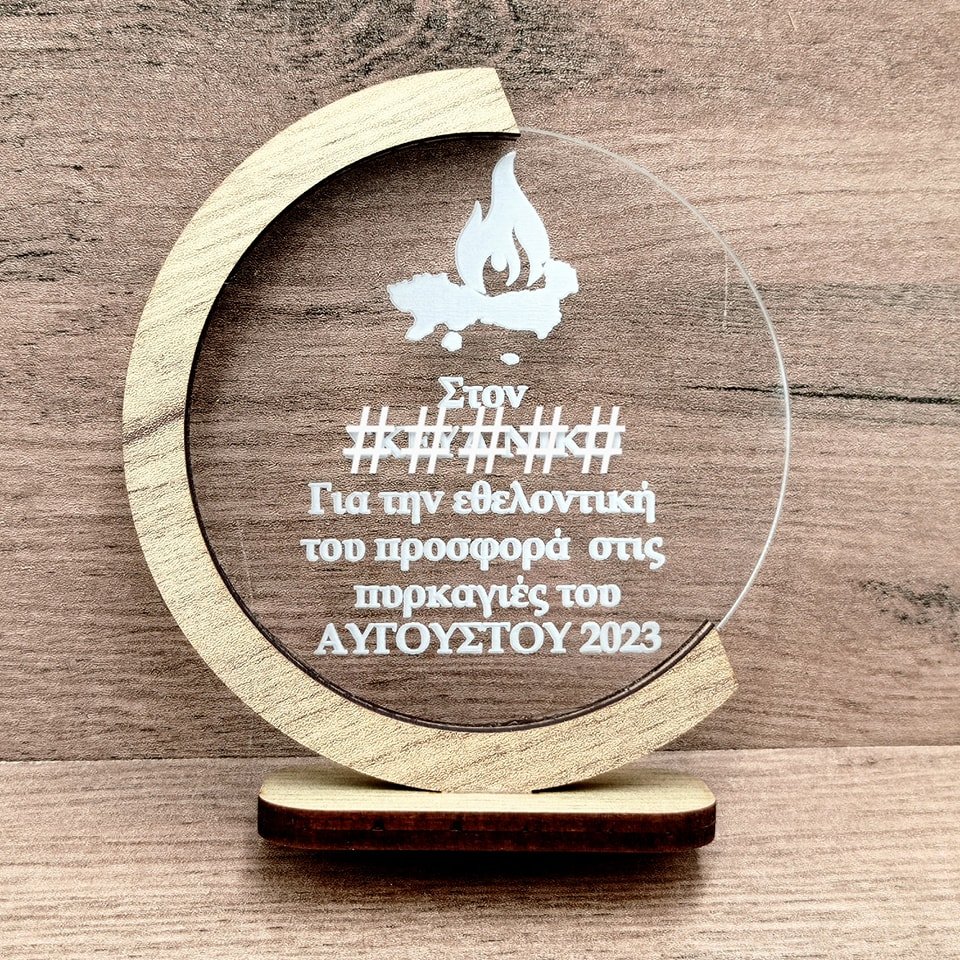 Στον
#####
Για την εθελοντική
του προσφορά στις
πυρκαγιές του
ΑΥΓΟΥΣΤΟΥ 2023